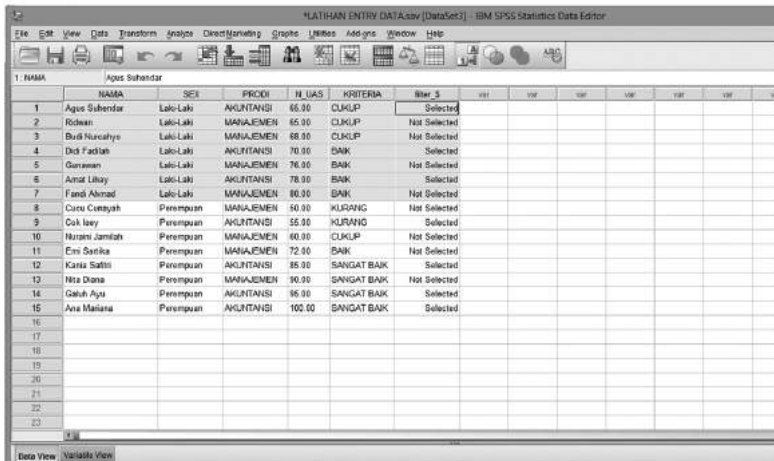 *LATIHAN ENTRY DATA.sav [DataSet3] - IBM SPSS Statistics Data Editor
File Edit View Data Transform Analyze DirectMarketing Graphs Utilities Add-ons Window Help
1 : NAMA Agus Suhendar
NAMA SEX PRODI N_UAS KRITERIA filter_$ var var var var var var
1 Agus Suhendar Laki-Laki AKUNTANSI 65.00 CUKUP Selected
2 Ridwan Laki-Laki MANAJEMEN 65.00 CUKUP Not Selected
3 Budi Nurcahyo Laki-Laki MANAJEMEN 68.00 CUKUP Not Selected
4 Didi Fadilah Laki-Laki AKUNTANSI 70.00 BAIK Selected
5 Gunawan Laki-Laki MANAJEMEN 76.00 BAIK Not Selected
6 Amat Lihay Laki-Laki AKUNTANSI 78.00 BAIK Selected
7 Fandi Ahmad Laki-Laki MANAJEMEN 80.00 BAIK Not Selected
8 Cucu Cunayah Perempuan MANAJEMEN 50.00 KURANG Not Selected
9 Cok Perempuan AKUNTANSI 55.00 KURANG Selected
10 Nuraini Jamilah Perempuan MANAJEMEN 60.00 CUKUP Not Selected
11 Erni Sartika Perempuan MANAJEMEN 72.00 BAIK Not Selected
12 Kania Safitri Perempuan AKUNTANSI 85.00 SANGAT BAIK Selected
13 Nita Diana Perempuan MANAJEMEN 90.00 SANGAT BAIK Not Selected
14 Galuh Ayu Perempuan AKUNTANSI 95.00 SANGAT BAIK Selected
15 Ana Mariana Perempuan AKUNTANSI 100.00 SANGAT BAIK Selected
16
17
18
19
20
21
22
23
Data View Variable View